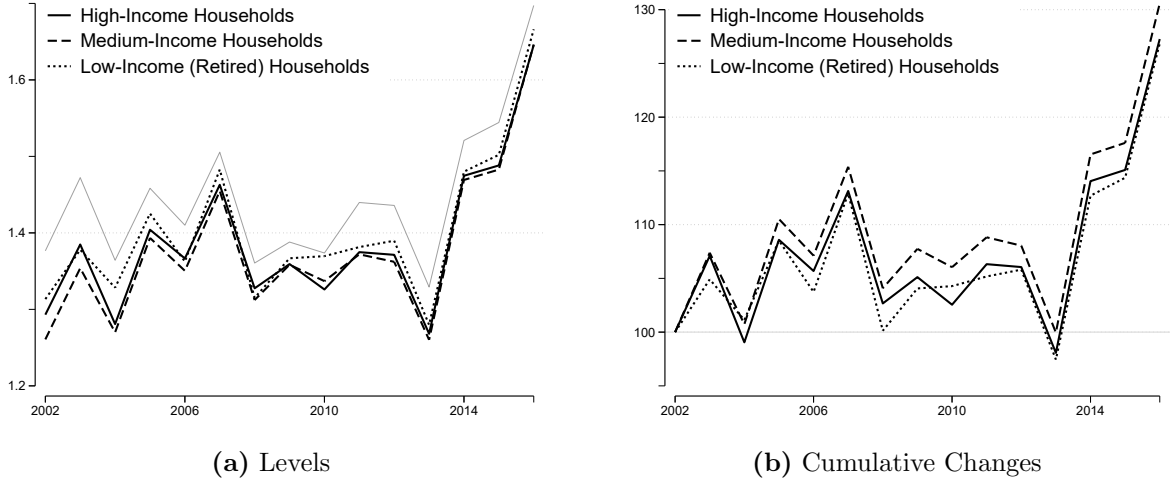 High-Income Households
Medium-Income Households
Low-Income (Retired) Households
1.6
1.4
1.2
2002 2006 2010 2014
(a) Levels
High-Income Households
Medium-Income Households
Low-Income (Retired) Households
130
120
110
100
2002 2006 2010 2014
(b) Cumulative Changes